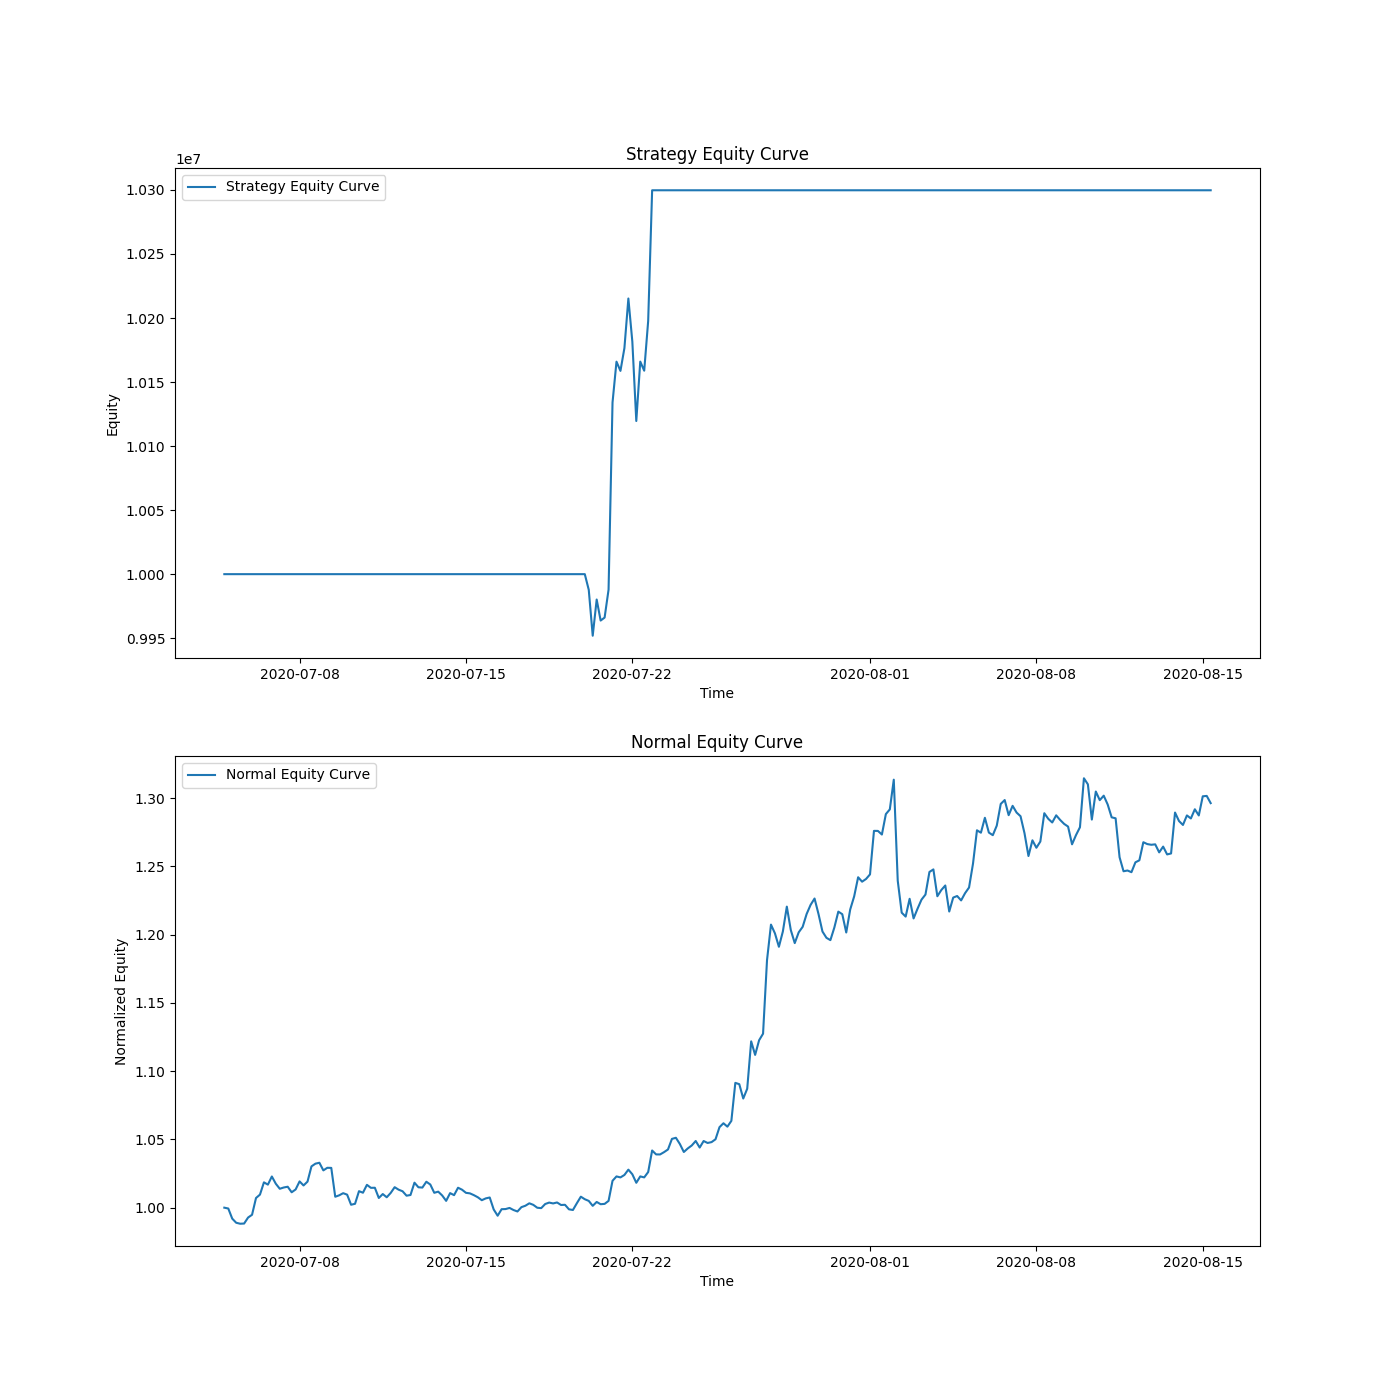 Strategy Equity Curve
1e7
Strategy Equity Curve
1.030
1.025
1.020
1.015
1.010
1.005
1.000
0.995
Equity
2020-07-08 2020-07-15 2020-07-22 2020-08-01 2020-08-08 2020-08-15
Time
Normal Equity Curve
Normal Equity Curve
1.30
1.25
1.20
1.15
1.10
1.05
1.00
Normalized Equity
2020-07-08 2020-07-15 2020-07-22 2020-08-01 2020-08-08 2020-08-15
Time